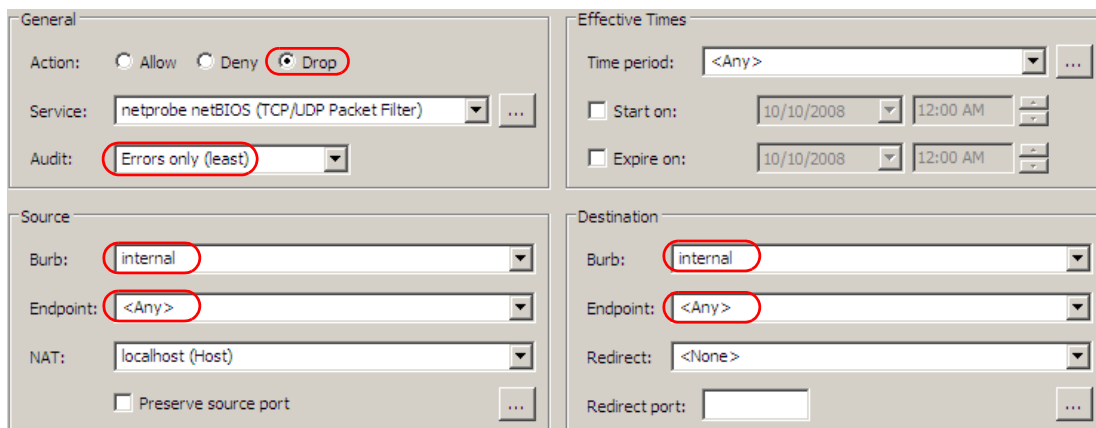 General
Action: Allow Deny Drop
Service: netprobe netBIOS (TCP/UDP Packet Filter) ...
Audit: Errors only (least)
Effective Times
Time period: <Any> ...
Start on: 10/10/2008 12:00 AM
Expire on: 10/10/2008 12:00 AM
Source
Burb: internal
Endpoint: <Any>
NAT: localhost (Host)
Preserve source port ...
Destination
Burb: internal
Endpoint: <Any>
Redirect: <None>
Redirect port: ...